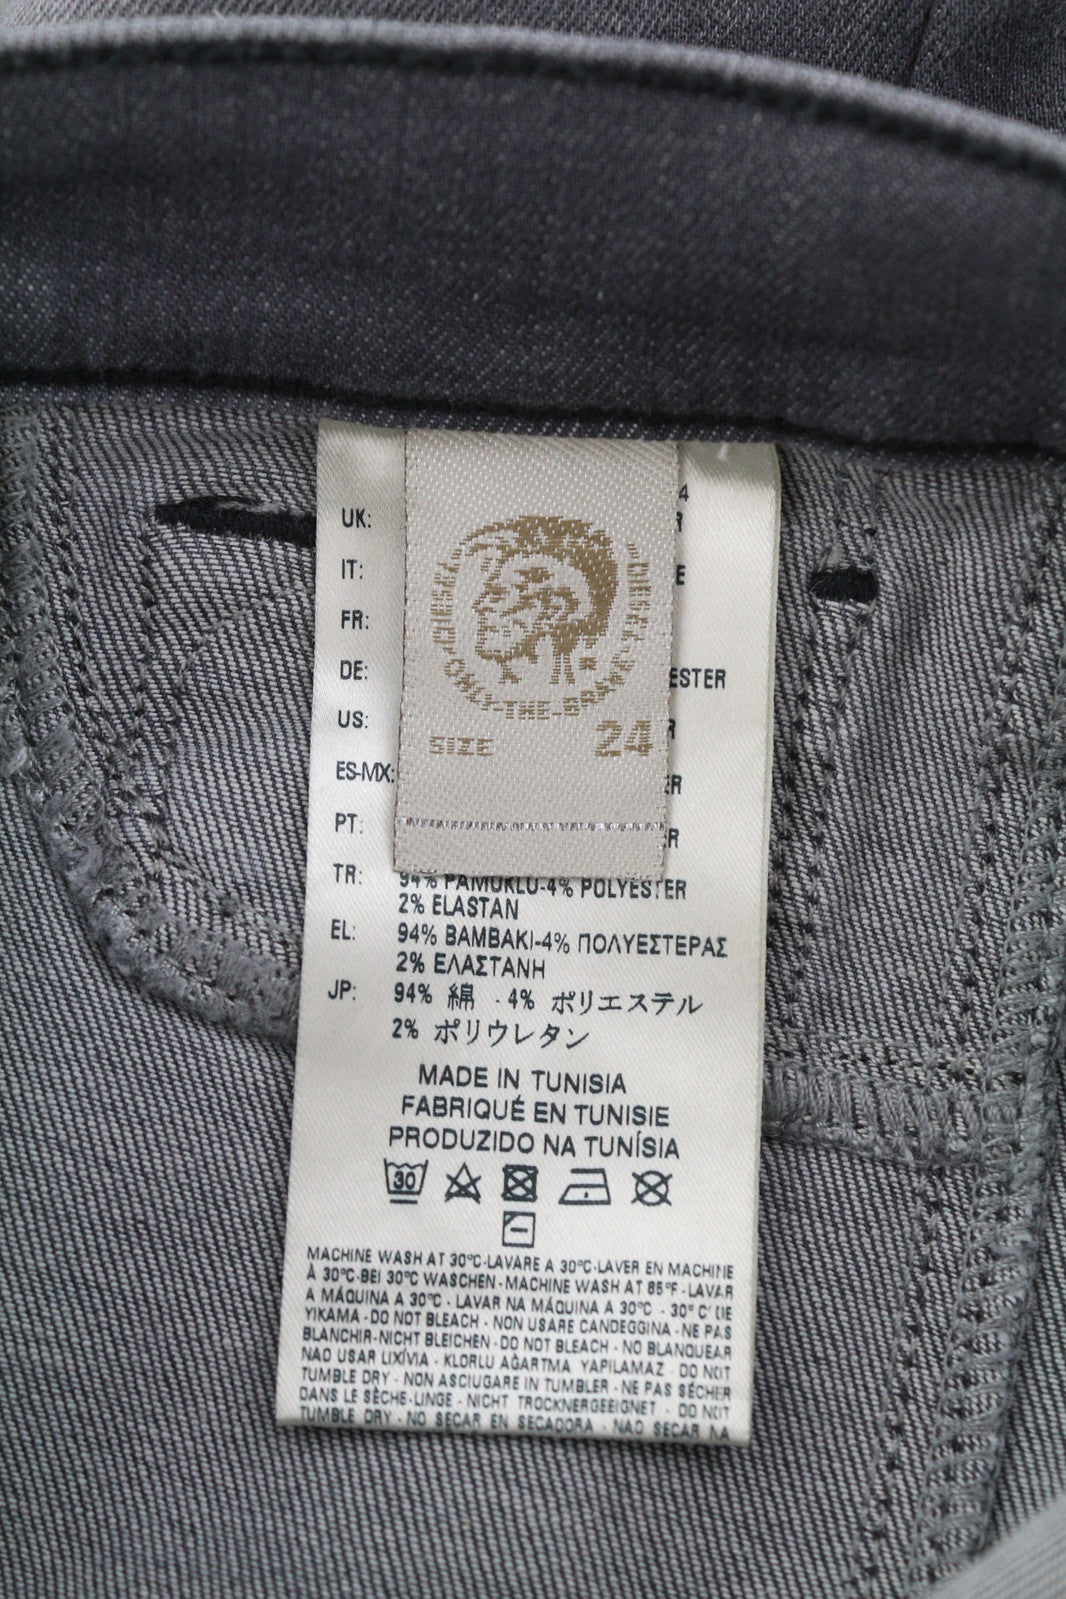 4
UK: R
IT: E
FR:
DE: ESTER
US: R
ES-MX: ER
PT: R
DIESEL DIESEL
ONLY-THE-BRAVE
SIZE 24
TR: 94% PAMUKLU-4% POLYESTER
2% ELASTAN
EL: 94% BAMBAKI-4% ΠΟΛΥΕΣΤΕΡΑΣ
2% ΕΛΑΣΤΑΝΗ
JP: 94% 綿 - 4% ポリエステル
2% ポリウレタン
MADE IN TUNISIA
FABRIQUÉ EN TUNISIE
PRODUZIDO NA TUNÍSIA
30
MACHINE WASH AT 30°C-LAVARE A 30°C-LAVER EN MACHINE
À 30°C-BEI 30°C WASCHEN-MACHINE WASH AT 85°F-LAVAR
A MÁQUINA A 30°C - LAVAR NA MÁQUINA A 30°C - 30°C'DE
YIKAMA-DO NOT BLEACH - NON USARE CANDEGGINA-NE PAS
BLANCHIR-NICHT BLEICHEN-DO NOT BLEACH - NO BLANQUEAR
NAO USAR LIXÍVIA - KLORLU AĞARTMA YAPILAMAZ - DO NOT
TUMBLE DRY - NON ASCIUGARE IN TUMBLER-NE PAS SÉCHER
DANS LE SÈCHE-LINGE - NICHT TROCKNERGEEIGNET - DO NOT
TUMBLE DRY - NO SECAR EN SECADORA - NAO SECAR NA